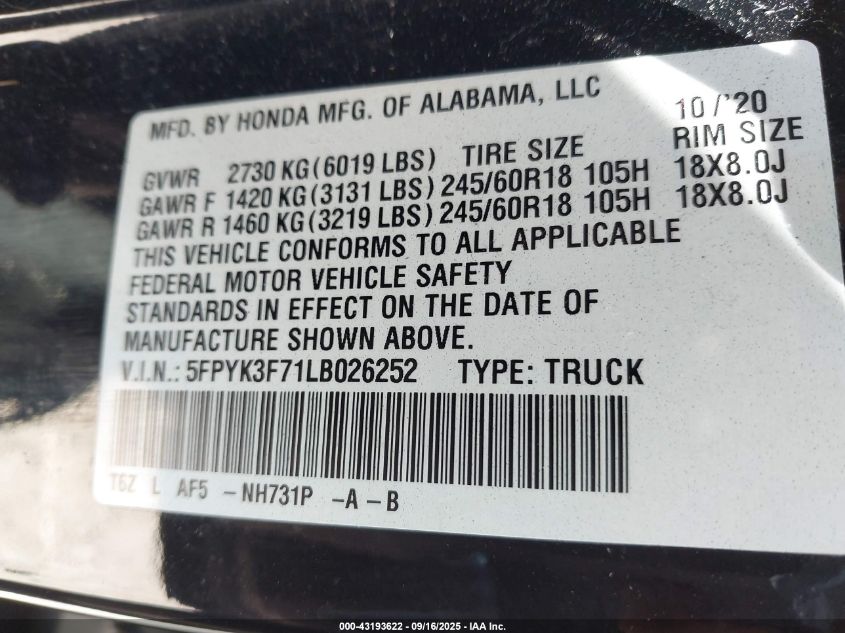 MFD. BY HONDA MFG. OF ALABAMA, LLC 10/'20
GVWR 2730 KG(6019 LBS) TIRE SIZE RIM SIZE
GAWR F 1420 KG(3131 LBS) 245/60R18 105H 18X8.0J
GAWR R 1460 KG(3219 LBS) 245/60R18 105H 18X8.0J
THIS VEHICLE CONFORMS TO ALL APPLICABLE
FEDERAL MOTOR VEHICLE SAFETY
STANDARDS IN EFFECT ON THE DATE OF
MANUFACTURE SHOWN ABOVE.
V.I.N.: 5FPYK3F71LB026252 TYPE: TRUCK
T6Z L AF5 - NH731P - A - B
000-43193622 - 09/16/2025 - IAA Inc.